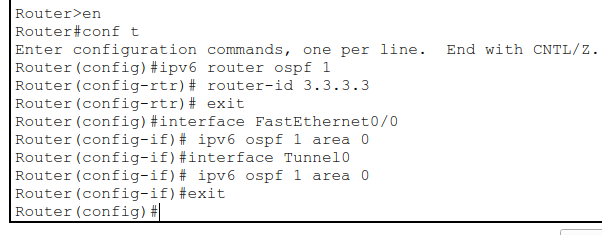 Router>en
Router#conf t
Enter configuration commands, one per line.  End with CNTL/Z.
Router(config)#ipv6 router ospf 1
Router(config-rtr)# router-id 3.3.3.3
Router(config-rtr)# exit
Router(config)#interface FastEthernet0/0
Router(config-if)# ipv6 ospf 1 area 0
Router(config-if)#interface Tunnel0
Router(config-if)# ipv6 ospf 1 area 0
Router(config-if)#exit
Router(config)#